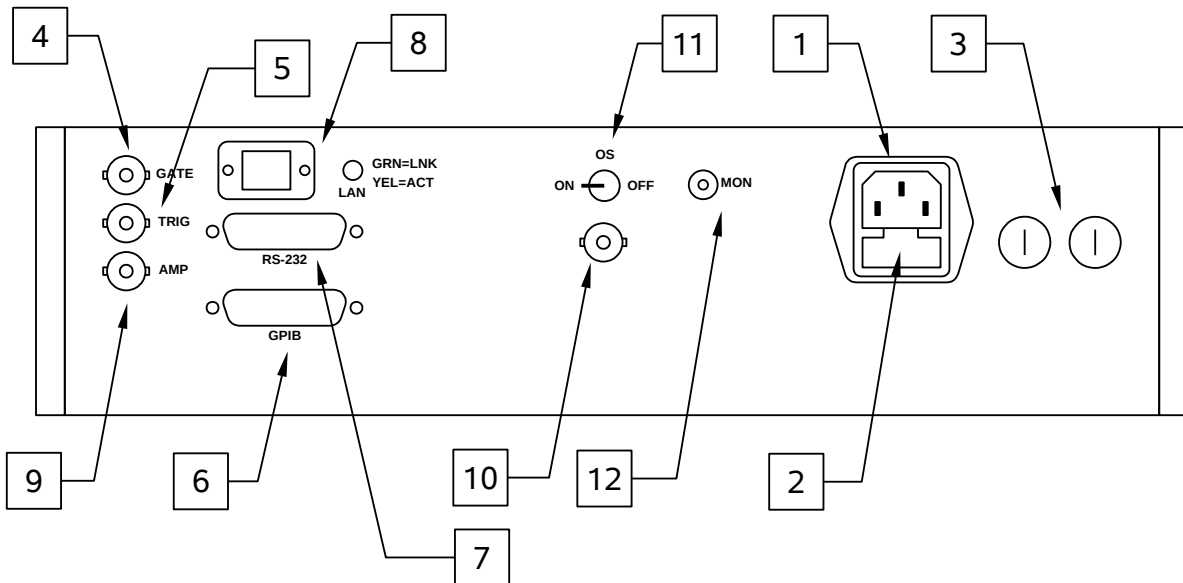 4
5
8
11
1
3
GATE
TRIG
AMP
GRN=LNK
YEL=ACT
LAN
RS-232
GPIB
OS
ON
OFF
MON
9
6
7
10
12
2